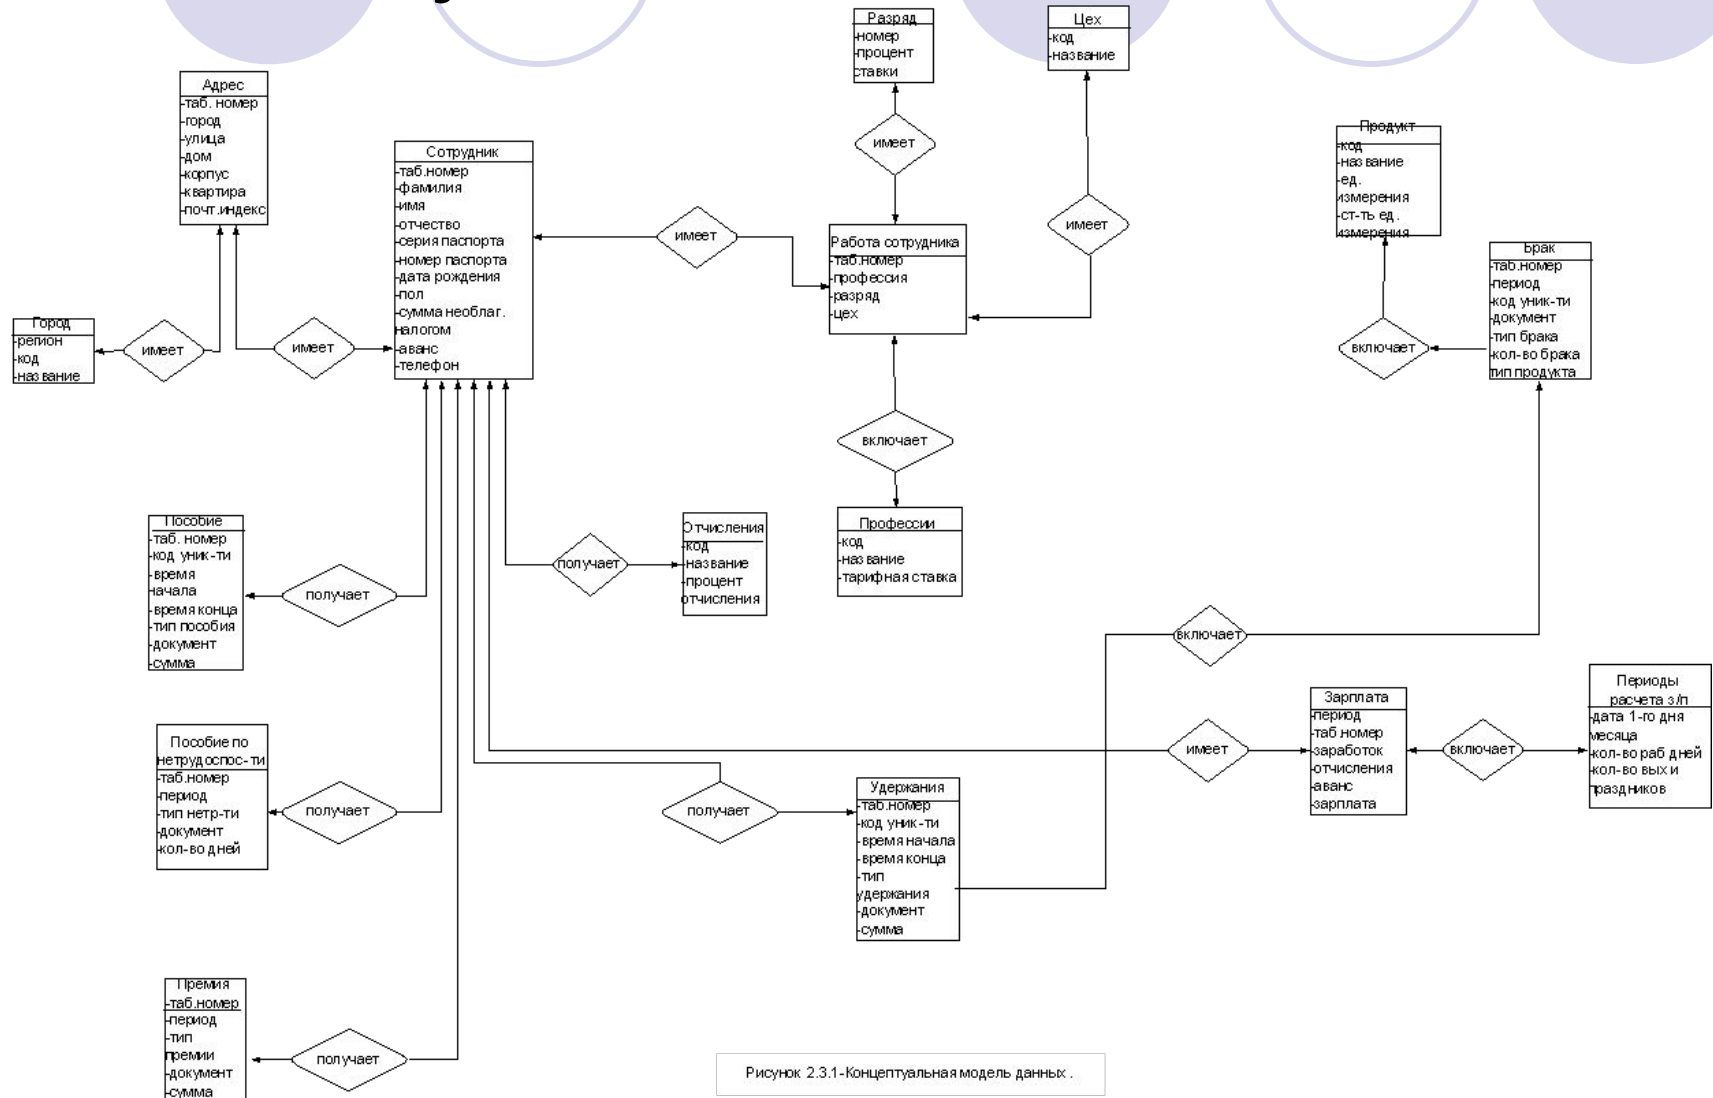 Разряд
-номер
-процент
ставки
Цех
-код
-название
Адрес
-таб. номер
-город
-улица
-дом
-корпус
-квартира
-почт.индекс
Сотрудник
-таб.номер
-фамилия
-имя
-отчество
-серия паспорта
-номер паспорта
-дата рождения
-пол
-сумма необлаг.
налогом
-аванс
-телефон
имеет
имеет
имеет
Работа сотрудника
-таб.номер
-профессия
-разряд
-цех
Продукт
-код
-название
-ед.
измерения
-ст-ть ед.
измерения
Брак
-таб.номер
-период
-код уник-ти
-документ
-тип брака
-кол-во брака
тип продукта
Город
-регион
-код
-название
имеет
имеет
включает
включает
Профессии
-код
-название
-тарифная ставка
Отчисления
-код
-название
-процент
отчисления
получает
Пособие
-таб. номер
-код уник-ти
-время
начала
-время конца
-тип пособия
-документ
-сумма
получает
включает
Периоды
расчета з/п
-дата 1-го дня
месяца
-кол-во раб дней
-кол-во вых и
праздников
Зарплата
-период
-таб.номер
-заработок
-отчисления
-аванс
-зарплата
имеет
включает
Пособие по
нетрудоспос-ти
-таб.номер
-период
-тип нетр-ти
-документ
-кол-во дней
получает
получает
Удержания
-таб.номер
-код уник-ти
-время начала
-время конца
-тип
удержания
-документ
-сумма
Премия
-таб.номер
-период
-тип
премии
-документ
-сумма
получает
Рисунок 2.3.1-Концептуальная модель данных .